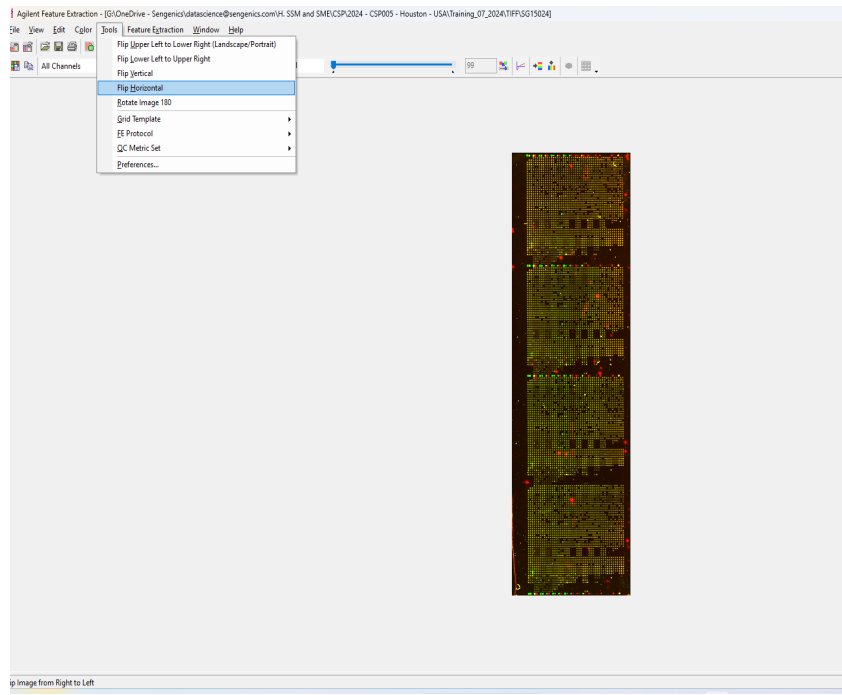 Agilent Feature Extraction - [G:\OneDrive - Sengenics\datascience@sengenics.com\H. SSM and SME\CSP\2024 - CSP005 - Houston - USA\Training_07_2024\TIFF\SG15024]
File View Edit Color Tools Feature Extraction Window Help
Flip Upper Left to Lower Right (Landscape/Portrait)
Flip Lower Left to Upper Right
All Channels
99
Flip Vertical
Flip Horizontal
Rotate Image 180
Grid Template
FE Protocol
QC Metric Set
Preferences...
ip Image from Right to Left